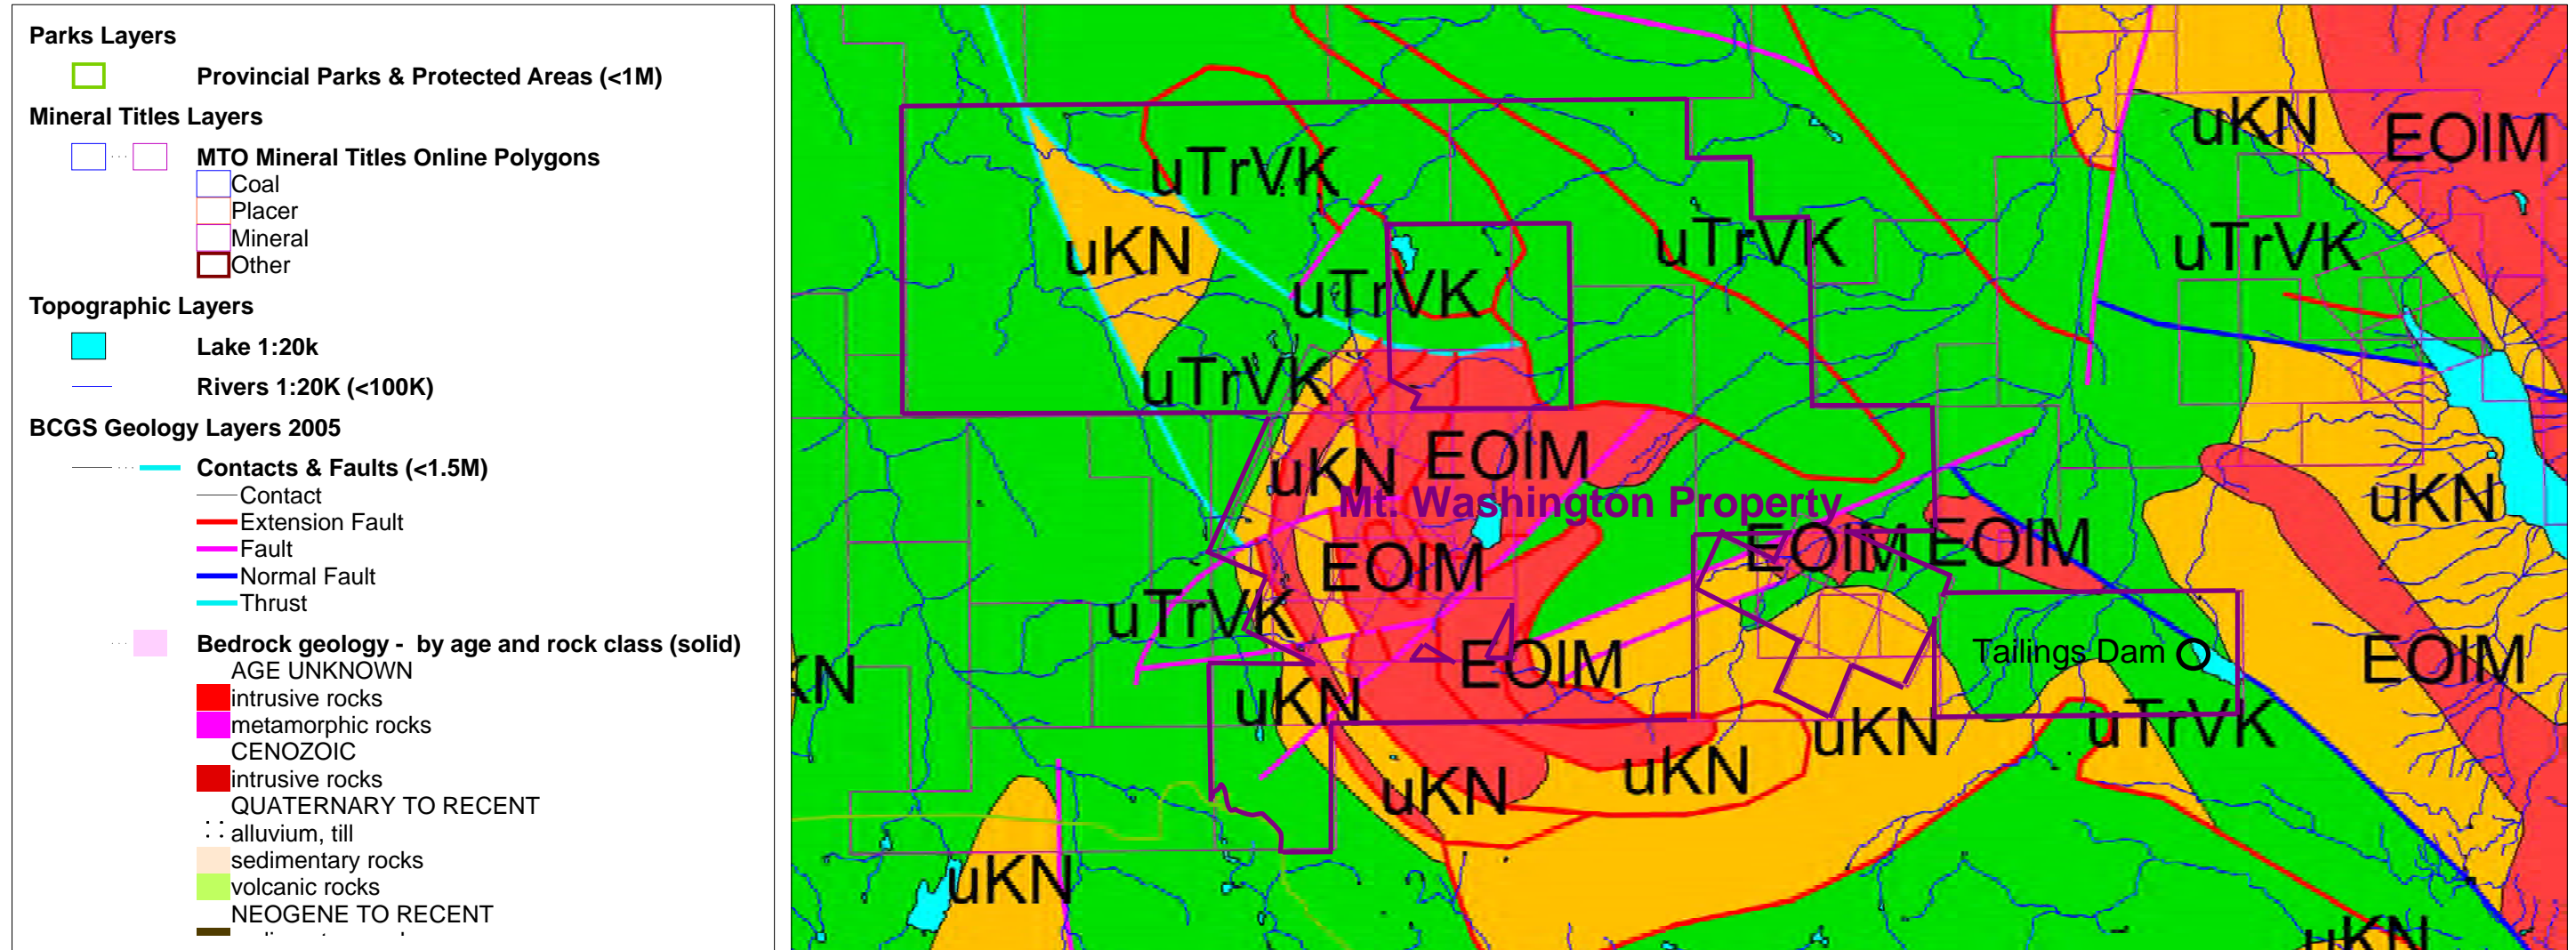 Parks Layers
Provincial Parks & Protected Areas (<1M)
Mineral Titles Layers
MTO Mineral Titles Online Polygons
Coal
Placer
Mineral
Other
Topographic Layers
Lake 1:20k
Rivers 1:20K (<100K)
BCGS Geology Layers 2005
Contacts & Faults (<1.5M)
Contact
Extension Fault
Fault
Normal Fault
Thrust
Bedrock geology - by age and rock class (solid)
AGE UNKNOWN
intrusive rocks
metamorphic rocks
CENOZOIC
intrusive rocks
QUATERNARY TO RECENT
alluvium, till
sedimentary rocks
volcanic rocks
NEOGENE TO RECENT
uKN
EOIM
uTrVK
uKN
uTrVK
uTrVK
uTrVK
uTrVK
uKN
EOIM
uKN
Mt. Washington Property
EOIM
EOIM
EOIM
uTrVK
EOIM
Tailings Dam
EOIM
KN
uKN
uTrVK
uKN
uKN
uKN
uKN
uKN